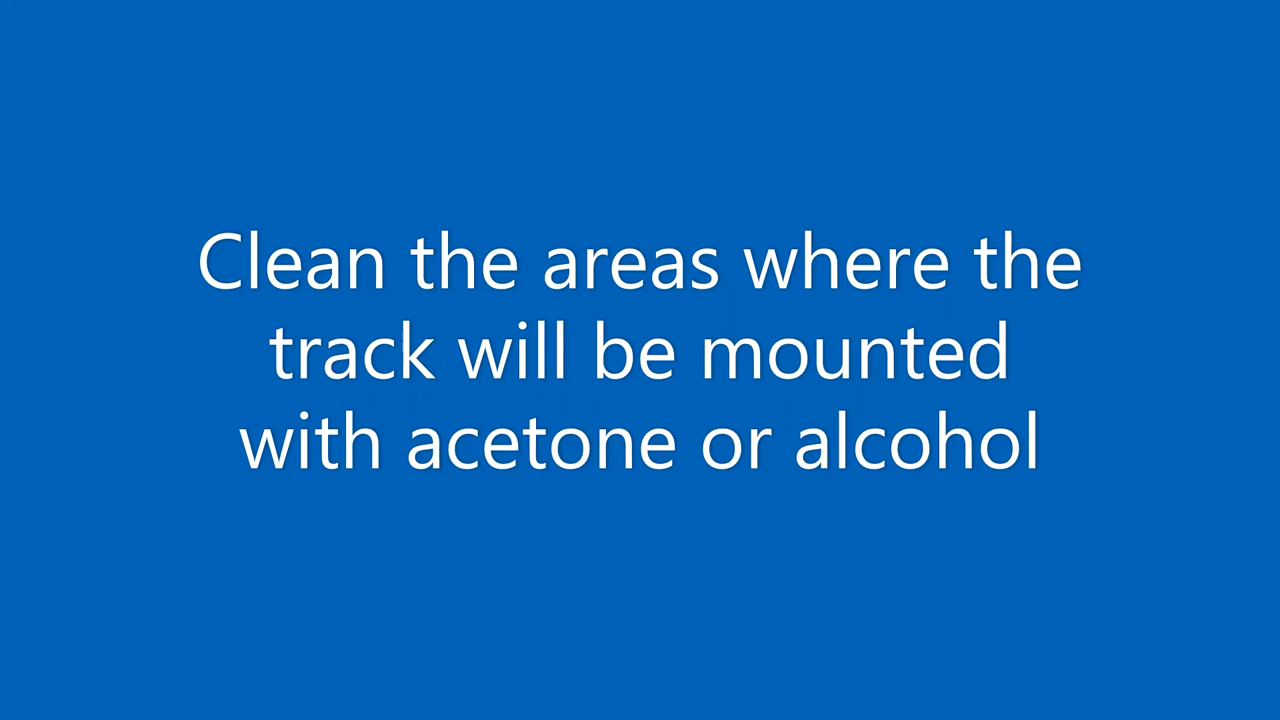 Clean the areas where the
track will be mounted
with acetone or alcohol